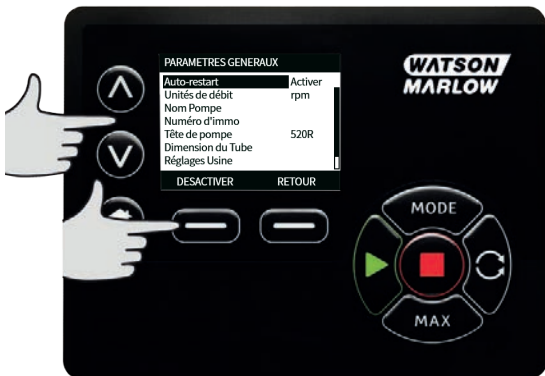 WATSON
MARLOW
PARAMETRES GENERAUX
Auto-restart Activer
Unités de débit rpm
Nom Pompe
Numéro d'immo
Tête de pompe 520R
Dimension du Tube
Réglages Usine
DESACTIVER RETOUR
MODE
MAX